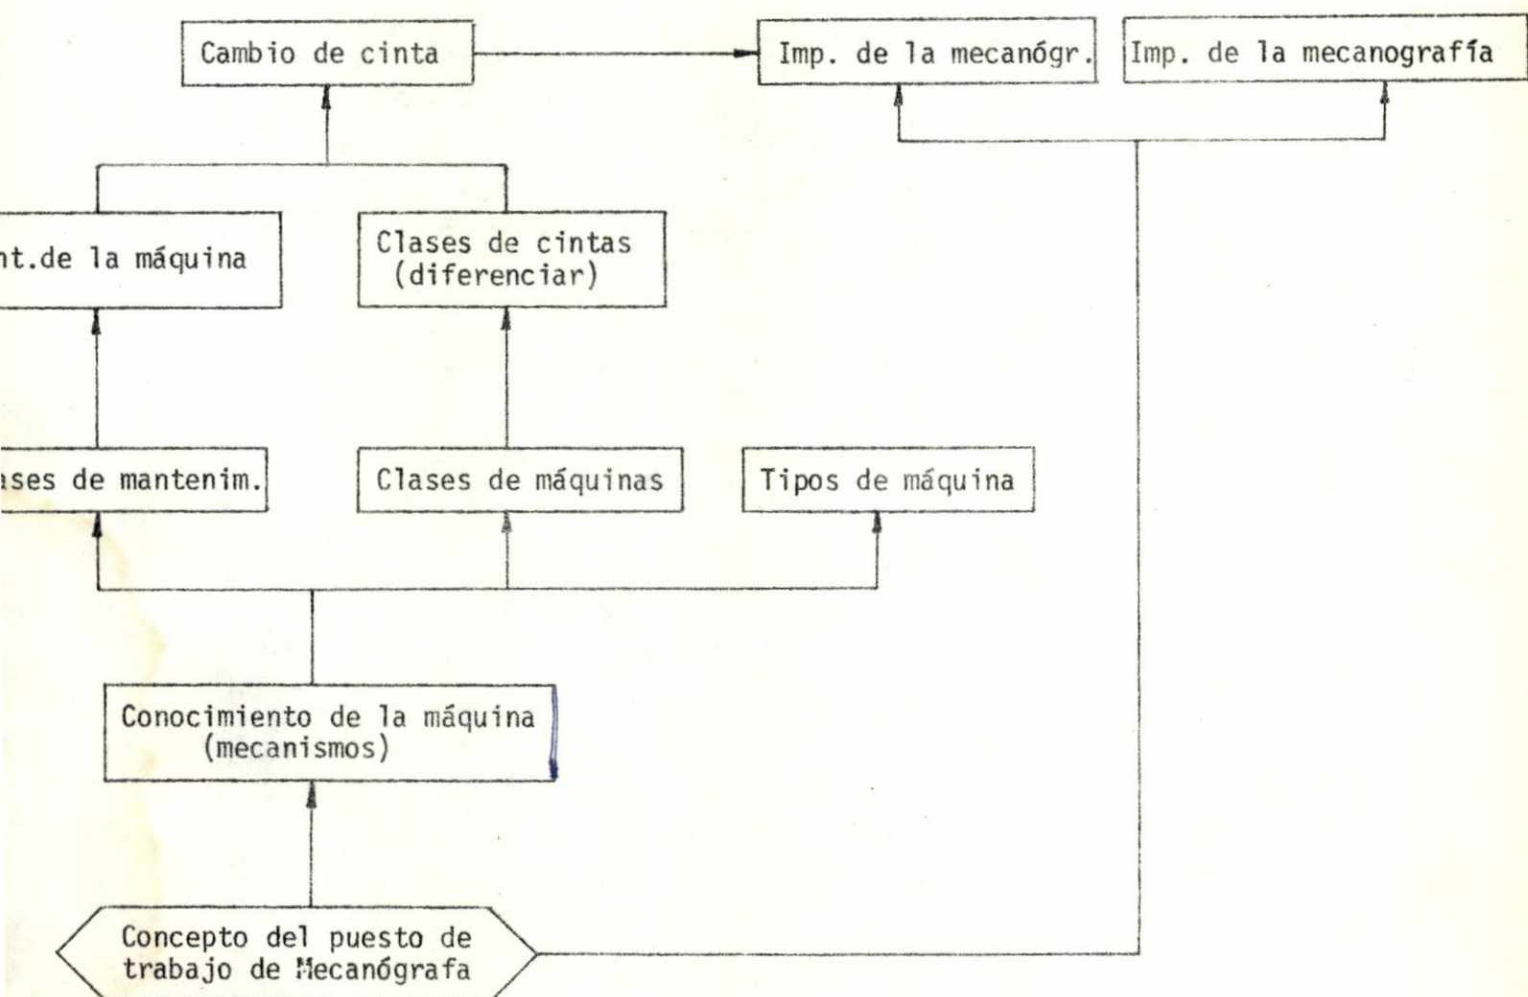 Cambio de cinta
Imp. de la mecanógr.
Imp. de la mecanografía
nt.de la máquina
Clases de cintas
(diferenciar)
ases de mantenim.
Clases de máquinas
Tipos de máquina
Conocimiento de la máquina
(mecanismos)
Concepto del puesto de
trabajo de Mecanógrafa